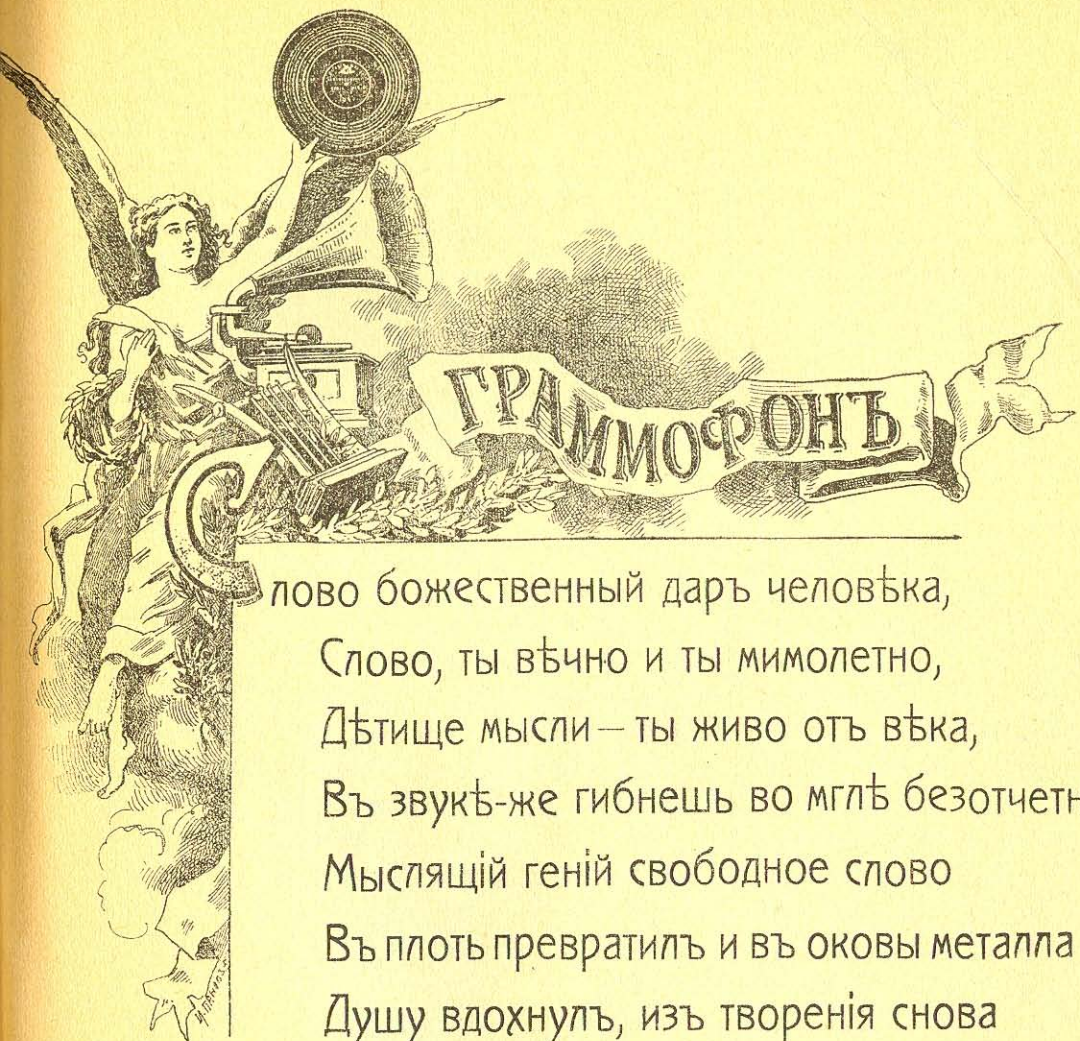 ГРАММОФОНЪ
Слово божественный даръ человѣка,
Слово, ты вѣчно и ты мимолетно,
Дѣтище мысли — ты живо отъ вѣка,
Въ звукѣ-же гибнешь во мглѣ безотчетн
Мыслящій геній свободное слово
Въ плоть превратилъ и въ оковы металла
Душу вдохнулъ, изъ творенія снова